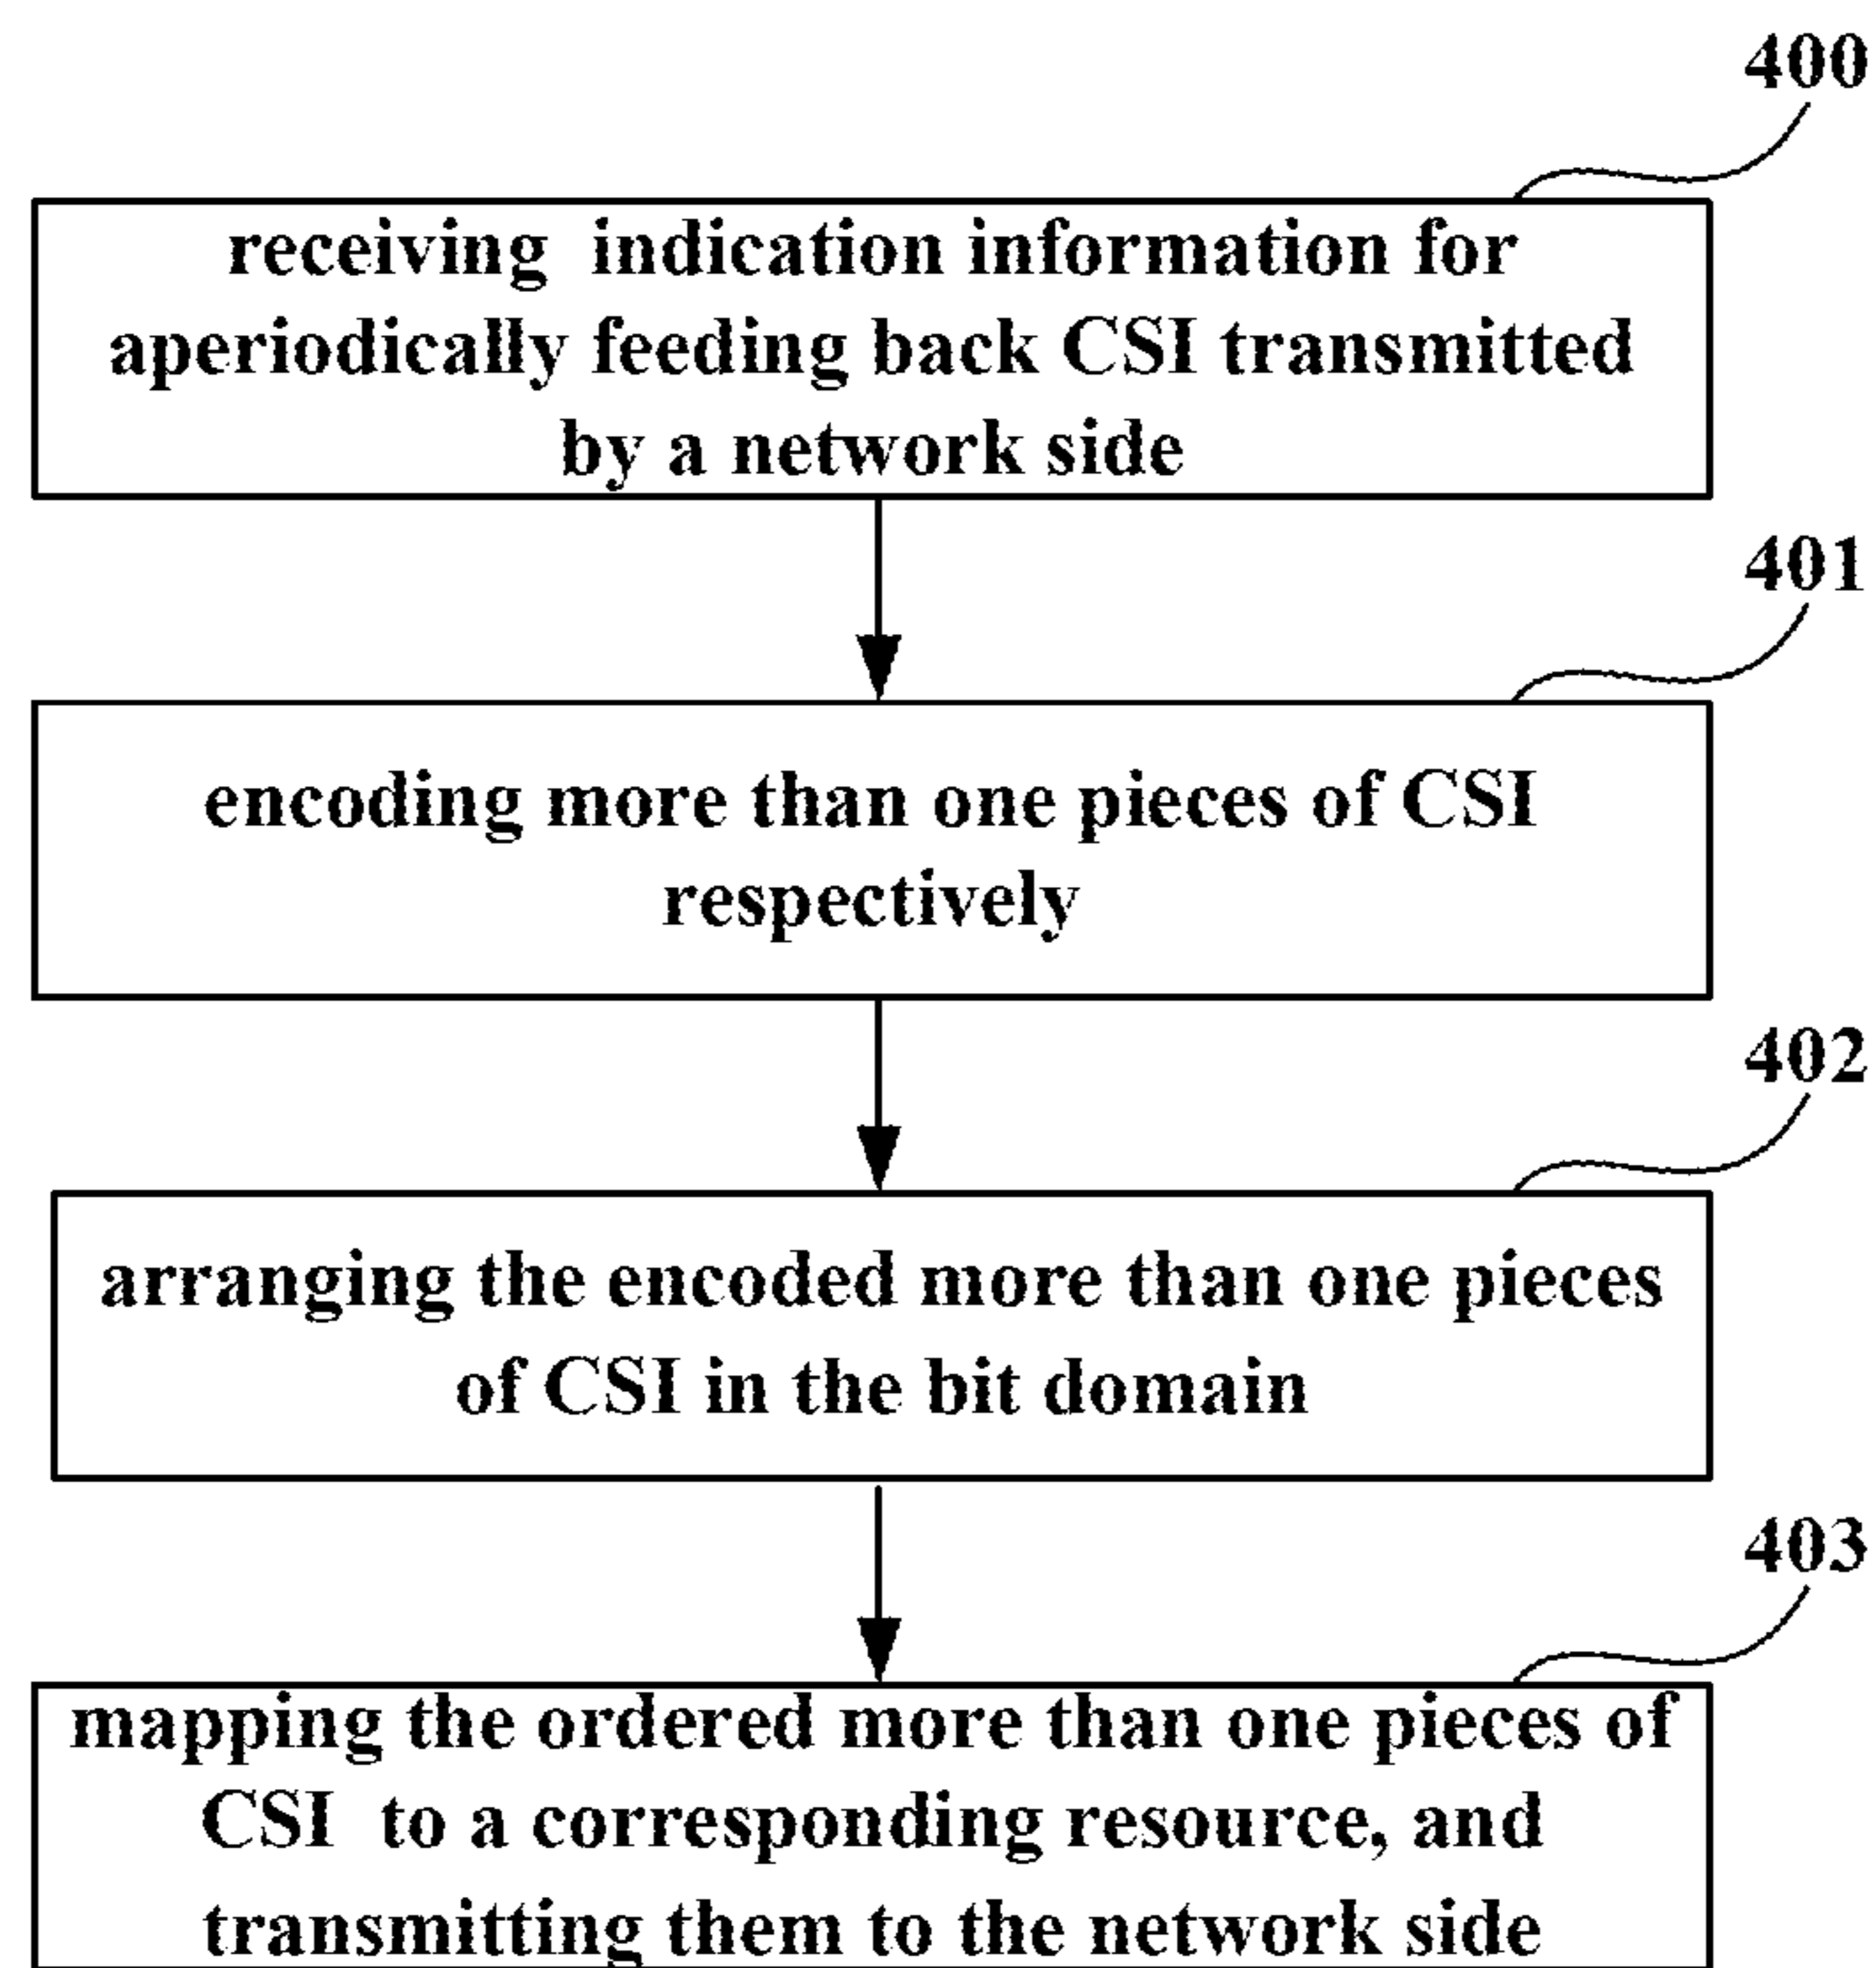 400
receiving indication information for
aperiodically feeding back CSI transmitted
by a network side
401
encoding more than one pieces of CSI
respectively
402
arranging the encoded more than one pieces
of CSI in the bit domain
403
mapping the ordered more than one pieces of
CSI to a corresponding resource, and
transmitting them to the network side